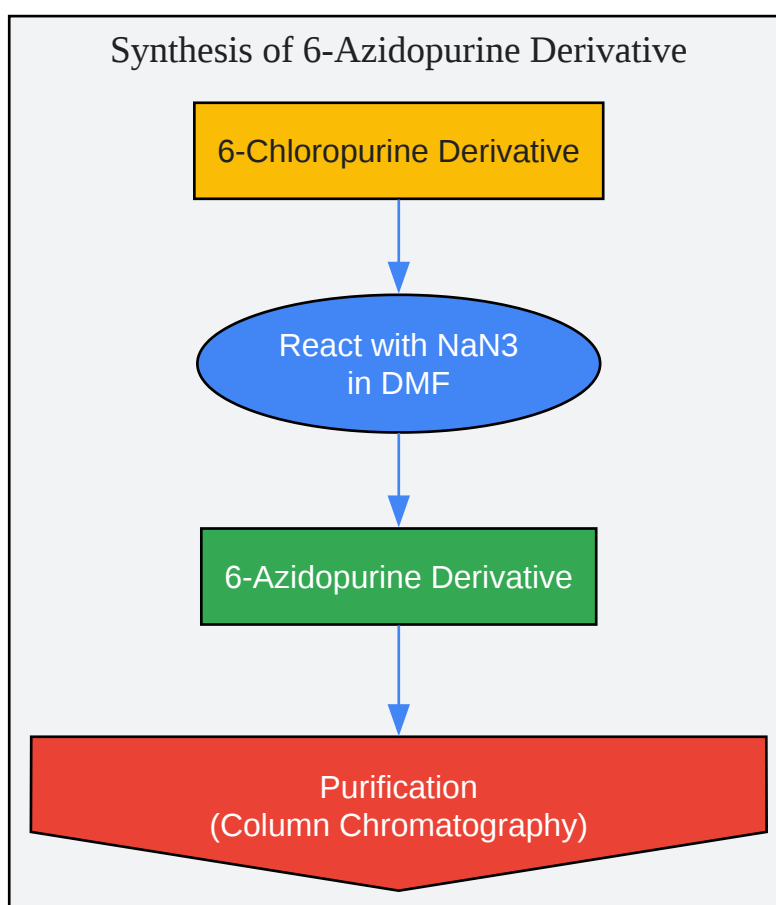 Synthesis of 6-Azidopurine Derivative
6-Chloropurine Derivative
React with NaN3
in DMF
6-Azidopurine Derivative
Purification
(Column Chromatography)